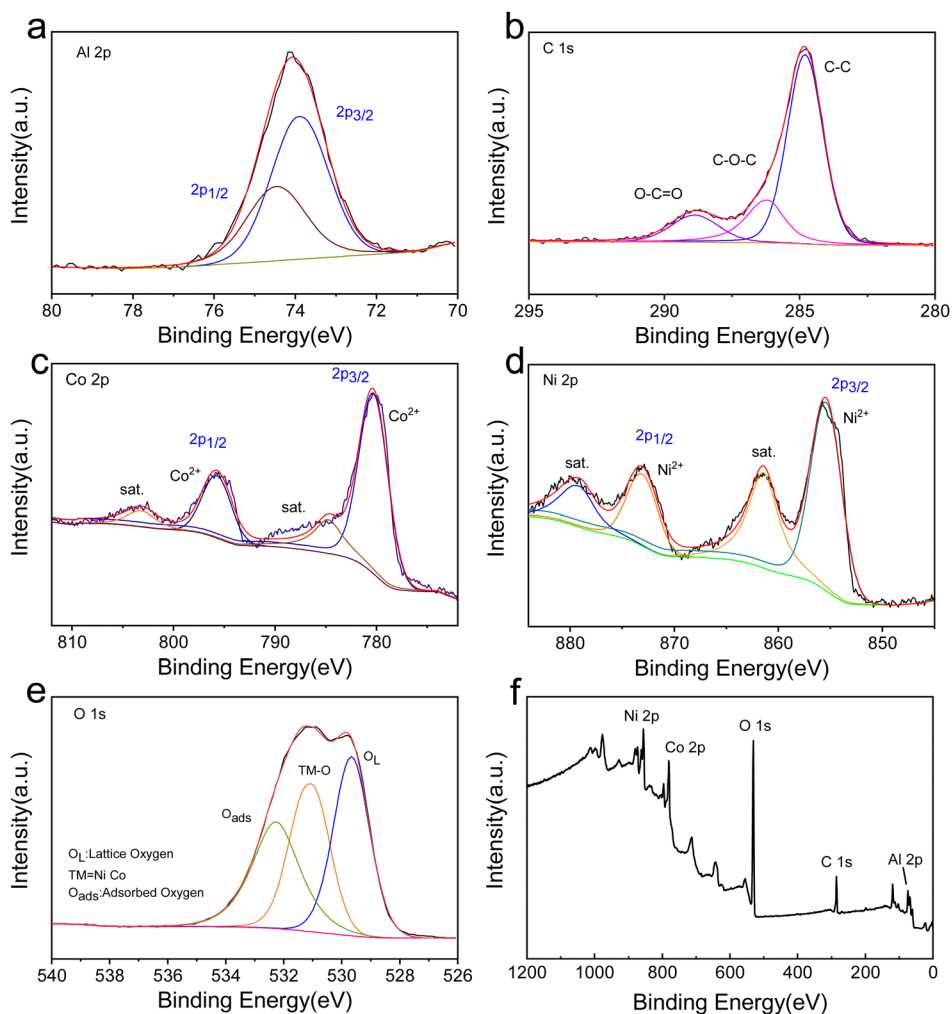 a
Al 2p
2p3/2
2p1/2
Intensity(a.u.)
80 78 76 74 72 70
Binding Energy(eV)
b
C 1s
C-C
C-O-C
O-C=O
Intensity(a.u.)
295 290 285 280
Binding Energy(eV)
c
Co 2p
2p3/2
Co2+
2p1/2
Co2+
sat.
sat.
Intensity(a.u.)
810 800 790 780
Binding Energy(eV)
d
Ni 2p
2p3/2
Ni2+
2p1/2
sat.
Ni2+
sat.
Intensity(a.u.)
880 870 860 850
Binding Energy(eV)
e
O 1s
OL
TM-O
Oads
OL:Lattice Oxygen
TM=Ni Co
Oads:Adsorbed Oxygen
Intensity(a.u.)
540 538 536 534 532 530 528 526
Binding Energy(eV)
f
Ni 2p
O 1s
Co 2p
C 1s
Al 2p
Intensity(a.u.)
1200 1000 800 600 400 200 0
Binding Energy(eV)